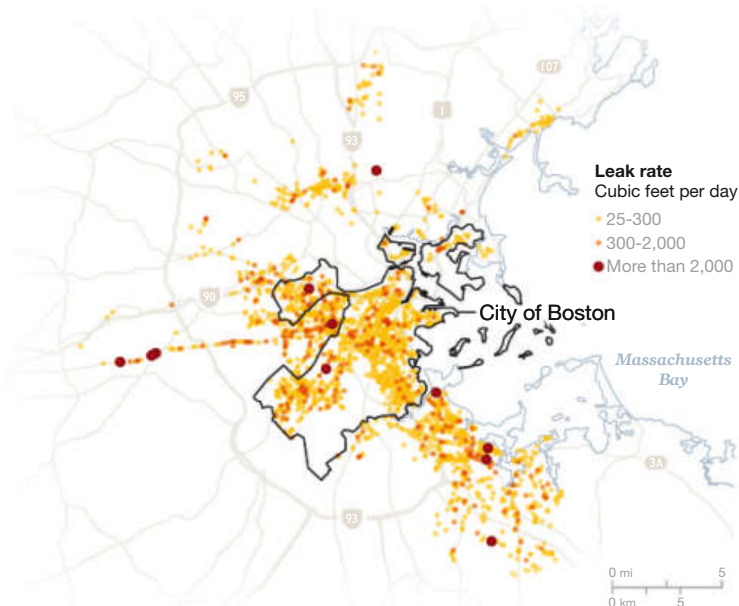 107
95
1
93
Leak rate
Cubic feet per day
25-300
300-2,000
More than 2,000
90
City of Boston
Massachusetts
Bay
3A
93
0 mi 5
0 km 5